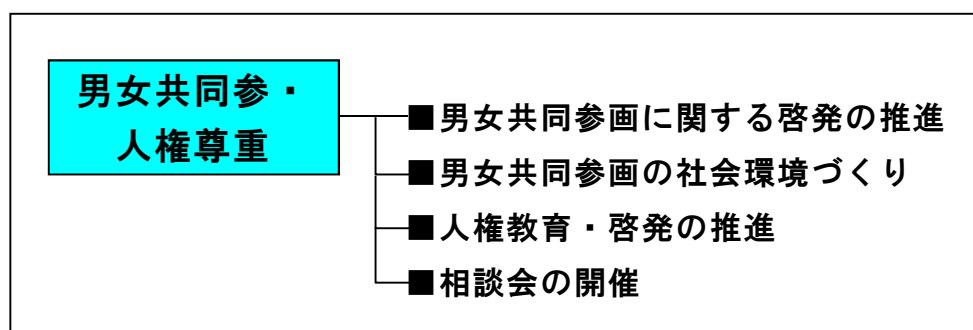 男女共同参・
人権尊重
■男女共同参画に関する啓発の推進
■男女共同参画の社会環境づくり
■人権教育・啓発の推進
■相談会の開催